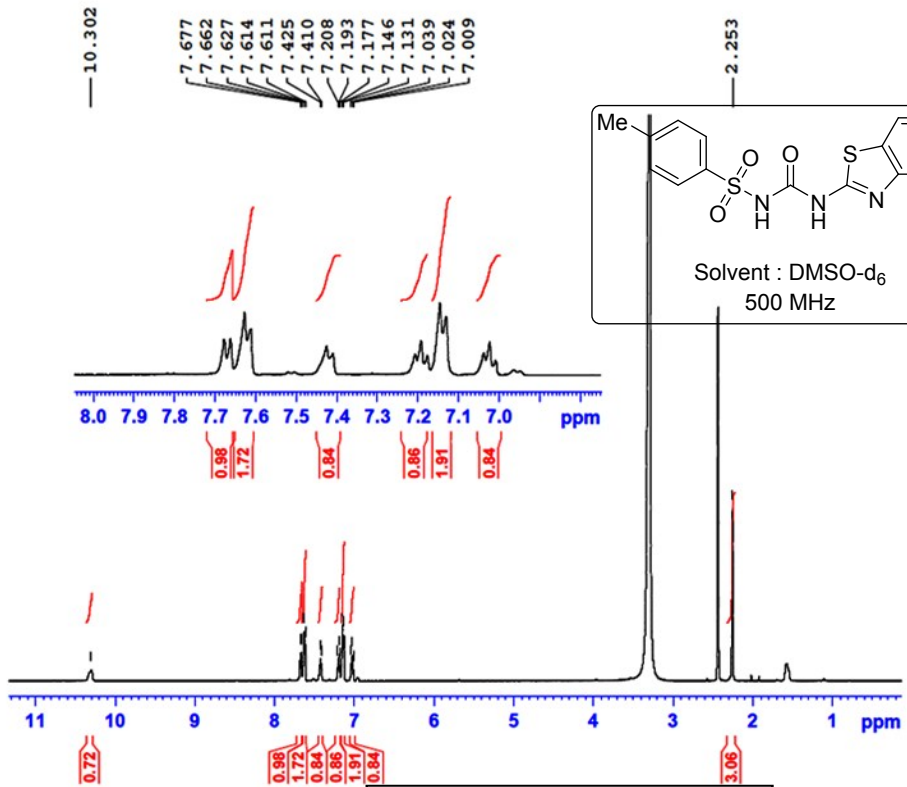 10.302
7.677
7.662
7.627
7.614
7.611
7.425
7.410
7.208
7.193
7.177
7.146
7.131
7.039
7.024
7.009
2.253
Me
S
O
O
N
H
O
N
H
S
N
Solvent : DMSO-d₆
500 MHz
8.0 7.9 7.8 7.7 7.6 7.5 7.4 7.3 7.2 7.1 7.0 ppm
0.98 1.72 0.84 0.86 1.91 0.84
11 10 9 8 7 6 5 4 3 2 1 ppm
0.72 0.98 1.72 0.84 0.86 1.91 0.84 3.06